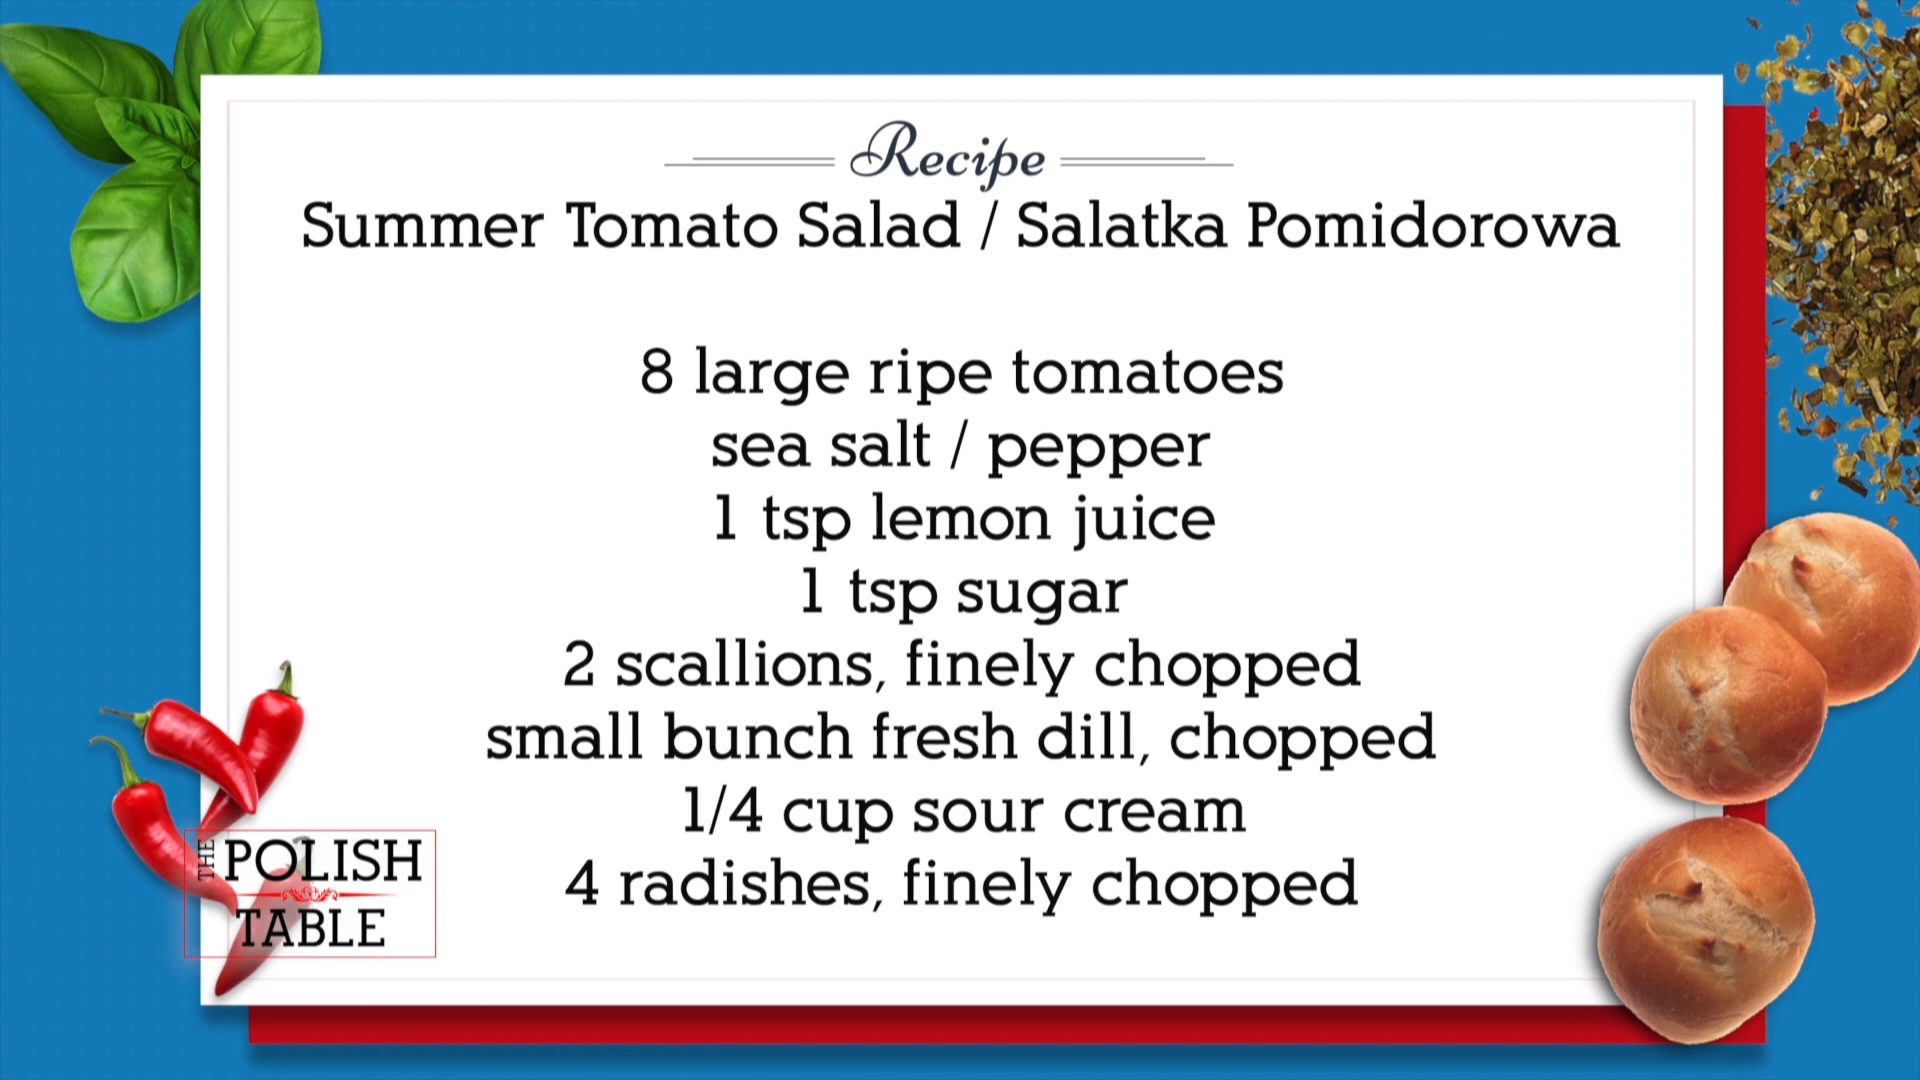 Recipe
Summer Tomato Salad / Salatka Pomidorowa
8 large ripe tomatoes
sea salt / pepper
1 tsp lemon juice
1 tsp sugar
2 scallions, finely chopped
small bunch fresh dill, chopped
1/4 cup sour cream
4 radishes, finely chopped
THE POLISH
TABLE